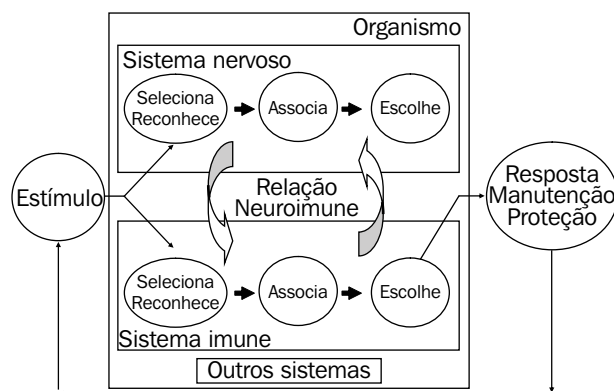 Organismo
Sistema nervoso
Seleciona
Reconhece
Associa
Escolhe
Estímulo
Relação
Neuroimune
Resposta
Manutenção
Proteção
Seleciona
Reconhece
Associa
Escolhe
Sistema imune
Outros sistemas